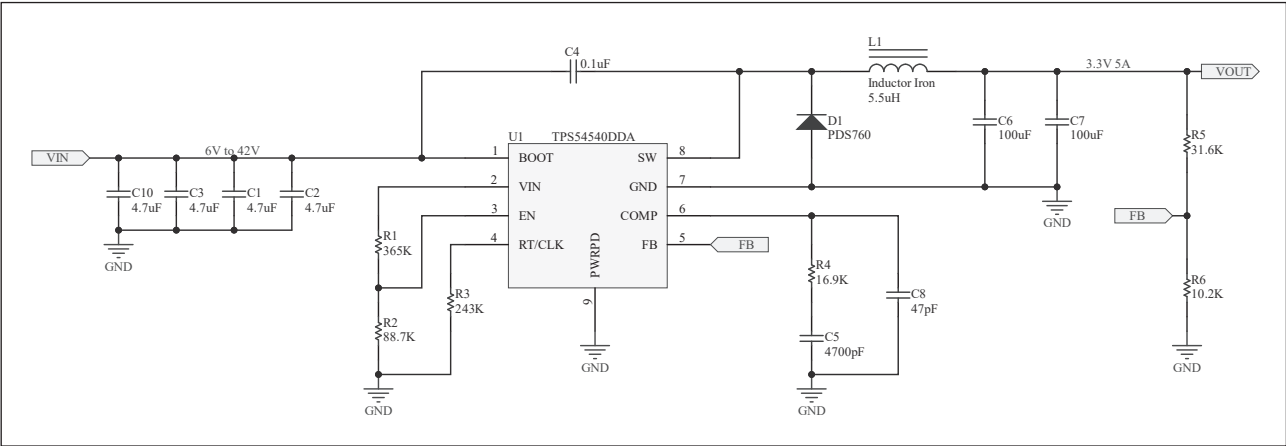 C4
0.1uF
L1
Inductor Iron
5.5uH
3.3V 5A
VOUT
VIN
6V to 42V
C10
4.7uF
C3
4.7uF
C1
4.7uF
C2
4.7uF
GND
U1
TPS54540DDA
1
BOOT
2
VIN
3
EN
4
RT/CLK
SW
8
GND
7
COMP
6
FB
5
PWRPD
9
GND
FB
R1
365K
R2
88.7K
R3
243K
GND
D1
PDS760
C6
100uF
C7
100uF
GND
R4
16.9K
C5
4700pF
C8
47pF
GND
R5
31.6K
FB
R6
10.2K
GND